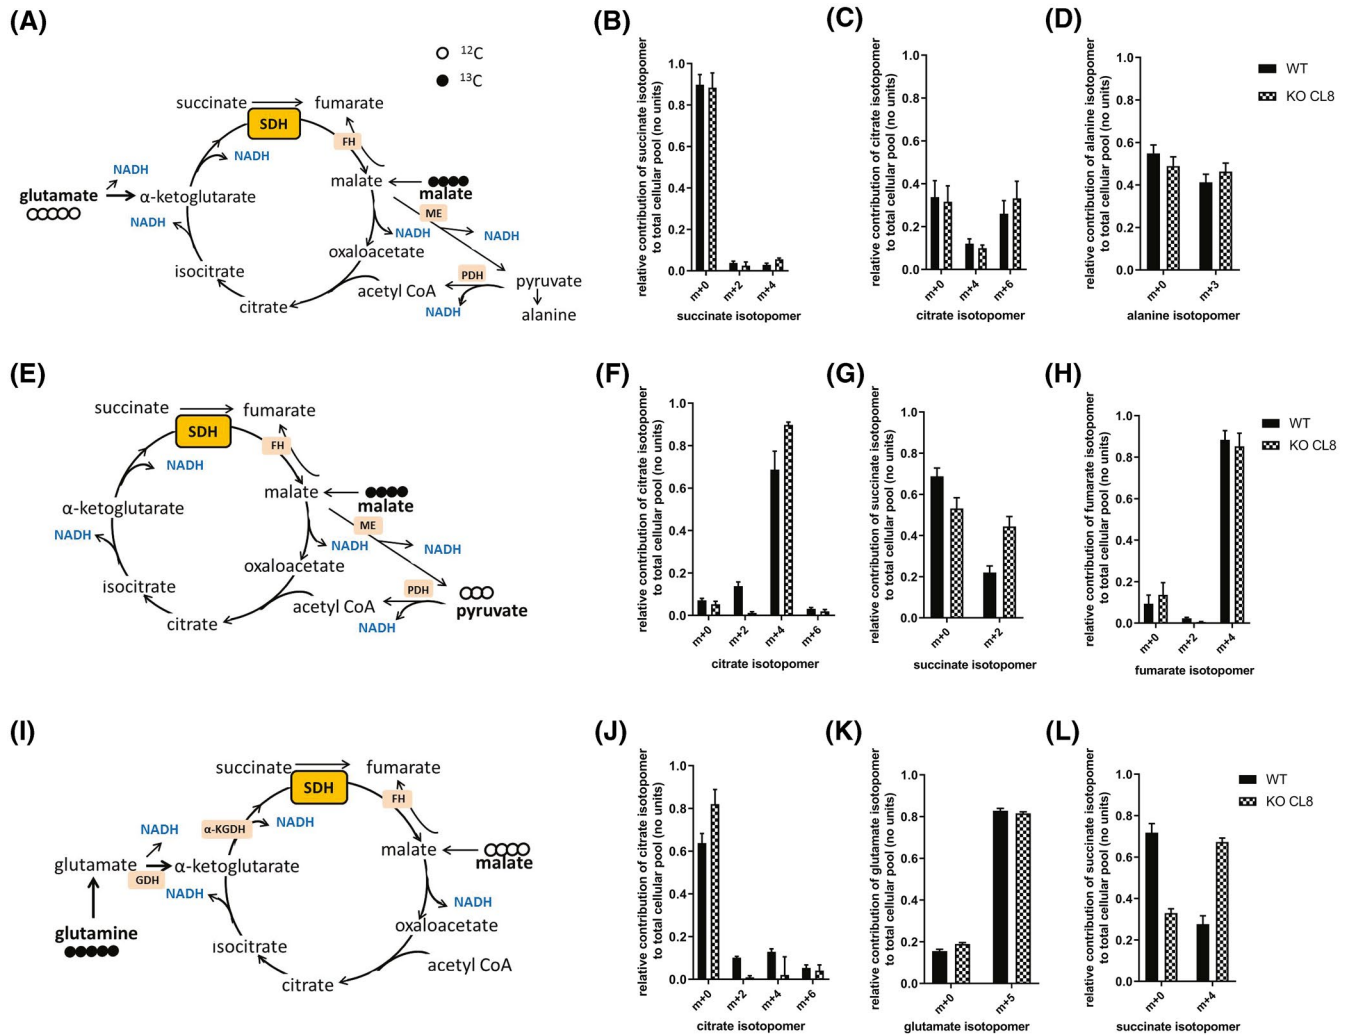 (A)
¹²C
¹³C
succinate
fumarate
SDH
FH
NADH
NADH
glutamate
α-ketoglutarate
malate
malate
ME
NADH
NADH
NADH
oxaloacetate
isocitrate
PDH
pyruvate
acetyl CoA
citrate
NADH
alanine
(B)
relative contribution of succinate isotopomer
to total cellular pool (no units)
1.0
0.8
0.6
0.4
0.2
0.0
m+0
m+2
m+4
succinate isotopomer
(C)
relative contribution of citrate isotopomer
to total cellular pool (no units)
1.0
0.8
0.6
0.4
0.2
0.0
m+0
m+4
m+6
citrate isotopomer
(D)
relative contribution of alanine isotopomer
to total cellular pool (no units)
1.0
0.8
0.6
0.4
0.2
0.0
m+0
m+3
alanine isotopomer
WT
KO CL8
(E)
succinate
fumarate
SDH
FH
NADH
malate
malate
α-ketoglutarate
ME
NADH
NADH
NADH
oxaloacetate
isocitrate
PDH
acetyl CoA
pyruvate
citrate
NADH
(F)
relative contribution of citrate isotopomer
to total cellular pool (no units)
1.0
0.8
0.6
0.4
0.2
0.0
m+0
m+2
m+4
m+6
citrate isotopomer
(G)
relative contribution of succinate isotopomer
to total cellular pool (no units)
1.0
0.8
0.6
0.4
0.2
0.0
m+0
m+2
succinate isotopomer
(H)
relative contribution of fumarate isotopomer
to total cellular pool (no units)
1.0
0.8
0.6
0.4
0.2
0.0
m+0
m+2
m+4
fumarate isotopomer
WT
KO CL8
(I)
succinate
fumarate
SDH
FH
NADH
α-KGDH
NADH
malate
malate
glutamate
α-ketoglutarate
GDH
NADH
NADH
glutamine
oxaloacetate
isocitrate
acetyl CoA
citrate
(J)
relative contribution of citrate isotopomer
to total cellular pool (no units)
1.0
0.8
0.6
0.4
0.2
0.0
m+0
m+2
m+4
m+6
citrate isotopomer
(K)
relative contribution of glutamate isotopomer
to total cellular pool (no units)
1.0
0.8
0.6
0.4
0.2
0.0
m+0
m+5
glutamate isotopomer
(L)
relative contribution of succinate isotopomer
to total cellular pool (no units)
1.0
0.8
0.6
0.4
0.2
0.0
m+0
m+4
succinate isotopomer
WT
KO CL8